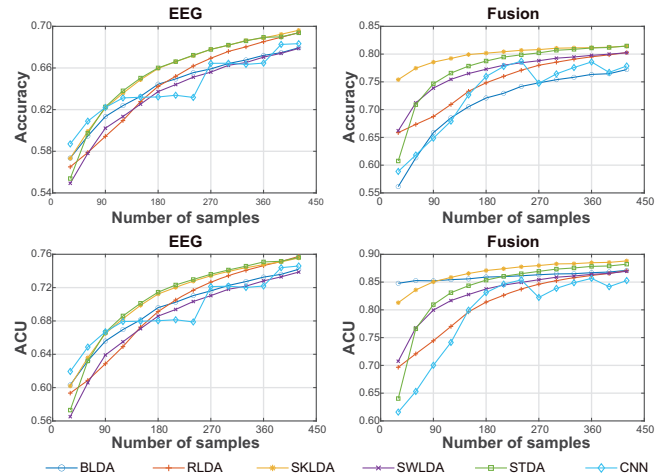 EEG
Accuracy
0.70
0.66
0.62
0.58
0.54
0 90 180 270 360 450
Number of samples
Fusion
Accuracy
0.85
0.80
0.75
0.70
0.65
0.60
0.55
0 90 180 270 360 450
Number of samples
EEG
ACU
0.76
0.72
0.68
0.64
0.60
0.56
0 90 180 270 360 450
Number of samples
Fusion
ACU
0.90
0.85
0.80
0.75
0.70
0.65
0.60
0 90 180 270 360 450
Number of samples
BLDA RLDA SKLDA SWLDA STDA CNN